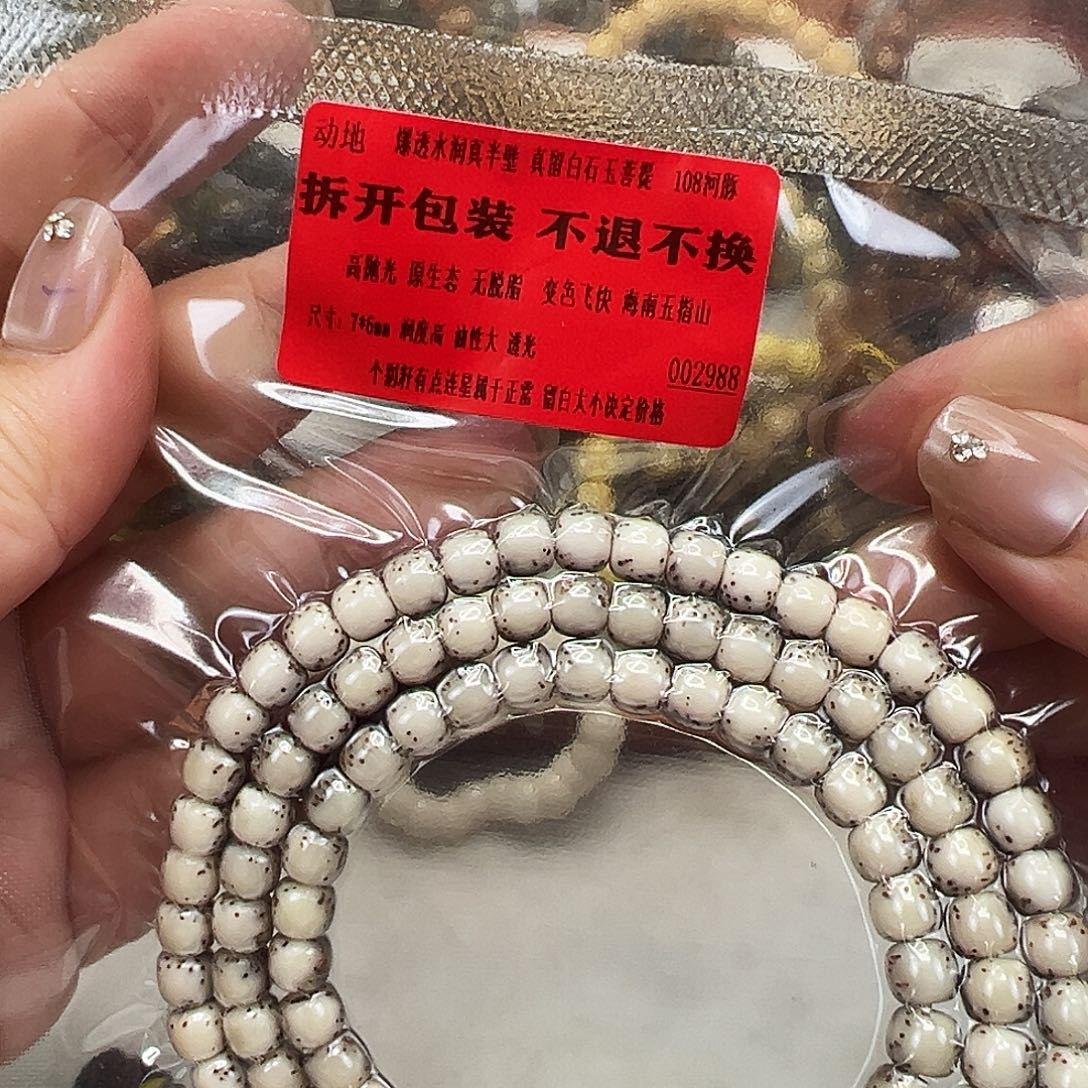 动地 爆透水润真半壁 真留白石玉菩提 108河豚
拆开包装 不退不换
高抛光 原生态 无脱脂 变色飞快 海南五指山
尺寸：7*6mm 润度高 油性大 透光
002988
个别籽有点连星属于正常 留白大小决定价格